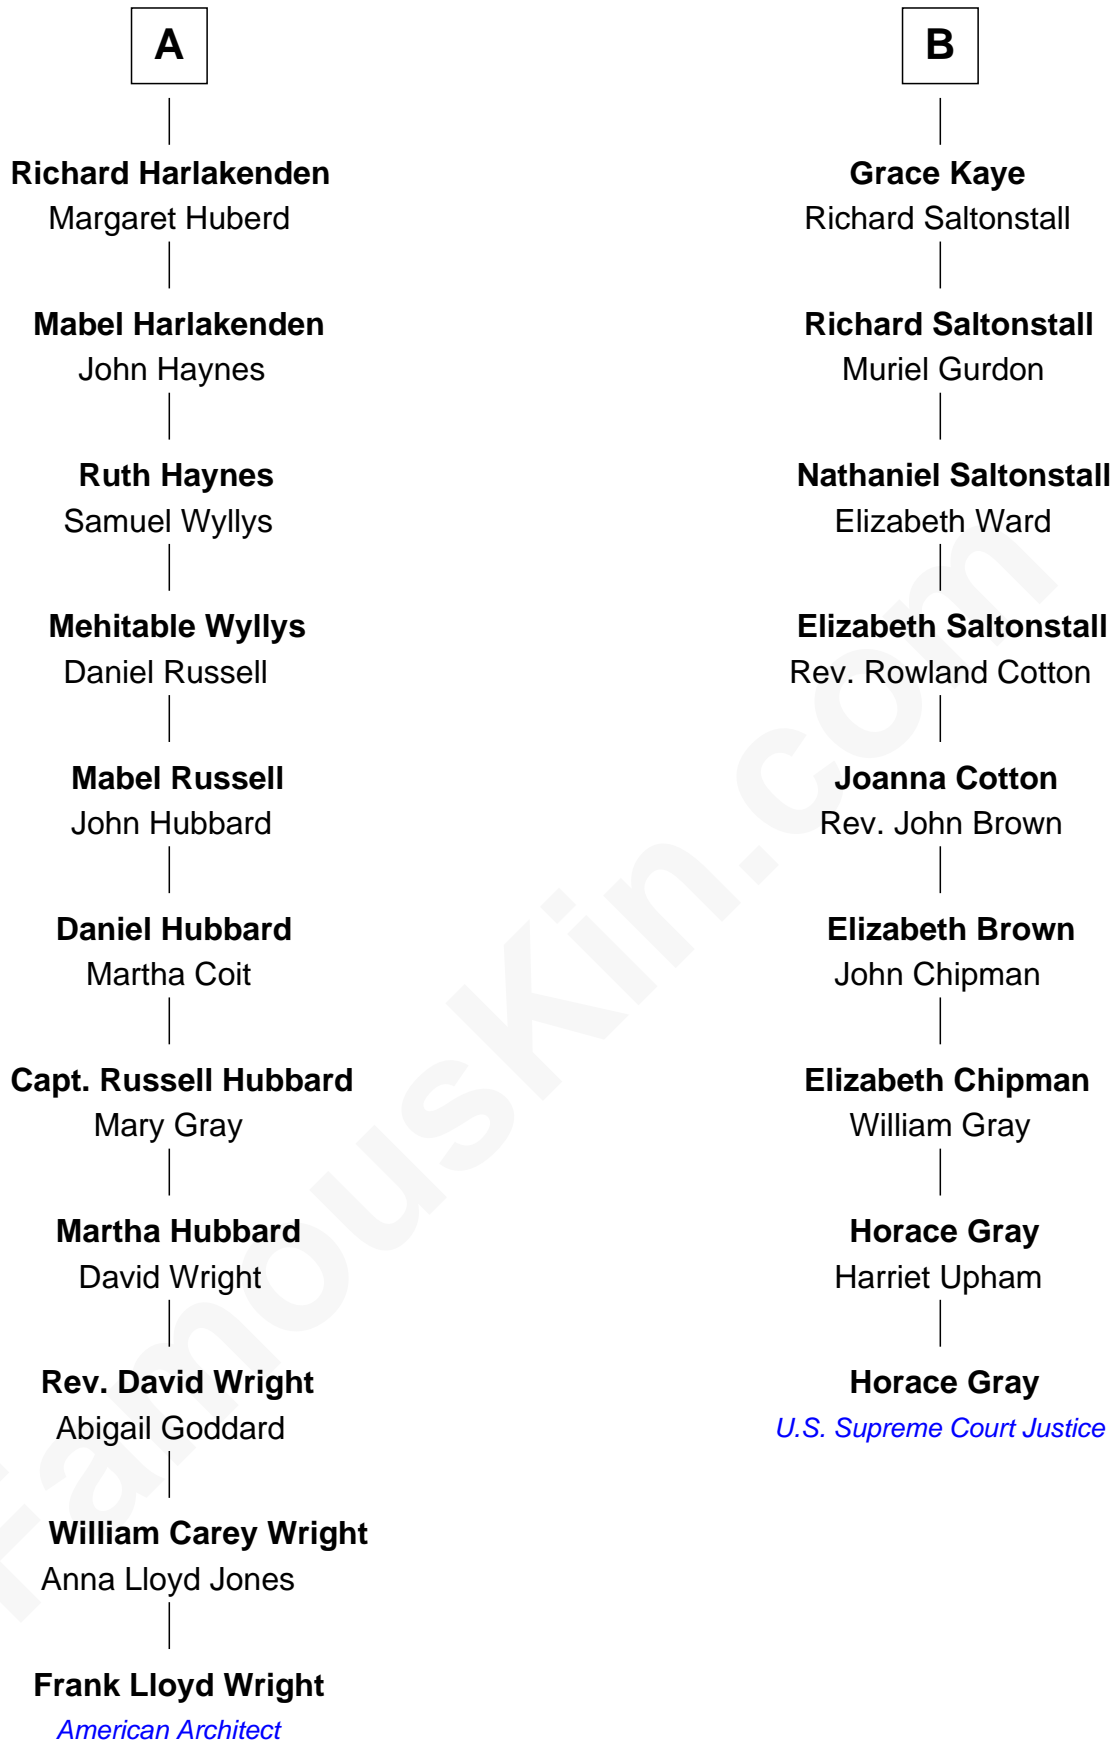 A
Richard Harlakenden
Margaret Huberd
Mabel Harlakenden
John Haynes
Ruth Haynes
Samuel Wyllys
Mehitable Wyllys
Daniel Russell
Mabel Russell
John Hubbard
Daniel Hubbard
Martha Coit
Capt. Russell Hubbard
Mary Gray
Martha Hubbard
David Wright
Rev. David Wright
Abigail Goddard
William Carey Wright
Anna Lloyd Jones
Frank Lloyd Wright
American Architect
B
Grace Kaye
Richard Saltonstall
Richard Saltonstall
Muriel Gurdon
Nathaniel Saltonstall
Elizabeth Ward
Elizabeth Saltonstall
Rev. Rowland Cotton
Joanna Cotton
Rev. John Brown
Elizabeth Brown
John Chipman
Elizabeth Chipman
William Gray
Horace Gray
Harriet Upham
Horace Gray
U.S. Supreme Court Justice
FamousKin.com